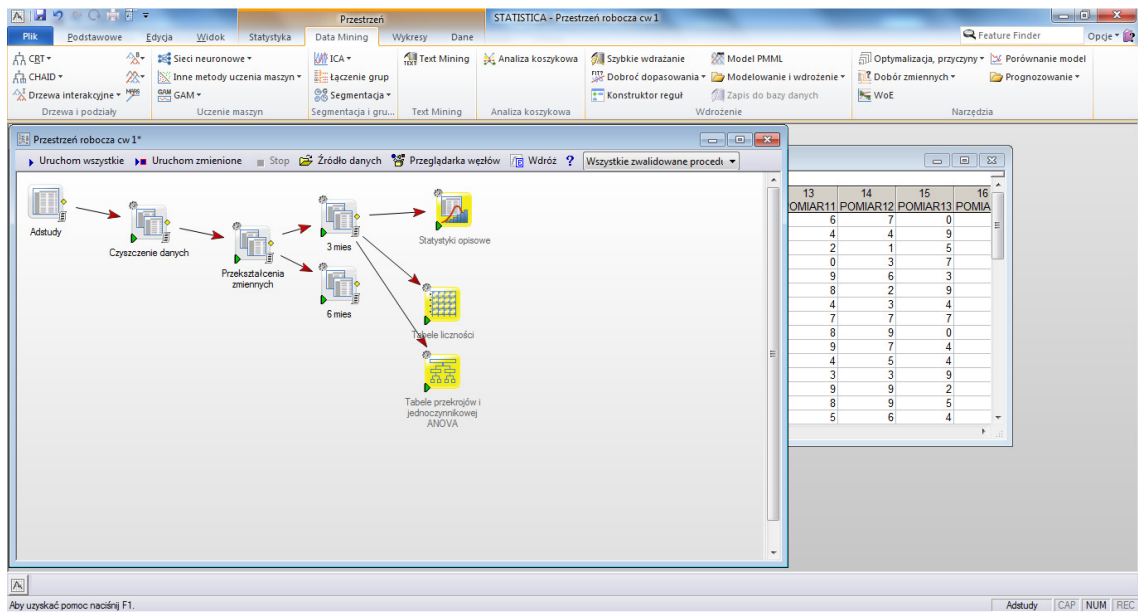 Przestrzeń
STATISTICA - Przestrzeń robocza cw 1
Plik Podstawowe Edycja Widok Statystyka Data Mining Wykresy Dane Feature Finder Opcje
C&RT Sieci neuronowe ICA Text Mining Analiza koszykowa Szybkie wdrażanie Model PMML Optymalizacja, przyczyny Porównanie model
CHAID Inne metody uczenia maszyn Łączenie grup Dobroć dopasowania Modelowanie i wdrożenie Dobór zmiennych Prognozowanie
Drzewa interakcyjne MARS GAM Segmentacja Konstruktor reguł Zapis do bazy danych WoE
Drzewa i podziały Uczenie maszyn Segmentacja i gru... Text Mining Analiza koszykowa Wdrożenie Narzędzia
Przestrzeń robocza cw 1*
Uruchom wszystkie Uruchom zmienione Stop Źródło danych Przeglądarka węzłów Wdróż ? Wszystkie zwalidowane proced
Adstudy
Czyszczenie danych
Przekształcenia
zmiennych
3 mies
6 mies
Statystyki opisowe
Tabele liczności
Tabele przekrojów i
jednoczynnikowej
ANOVA
13 14 15 16
POMIAR11 POMIAR12 POMIAR13 POMIA
6 7 0
4 4 9
2 1 5
0 3 7
9 6 3
8 2 9
4 3 4
7 7 7
8 9 0
9 7 4
4 5 4
3 3 9
9 9 2
8 9 5
5 6 4
Aby uzyskać pomoc naciśnij F1.
Adstudy CAP NUM REC